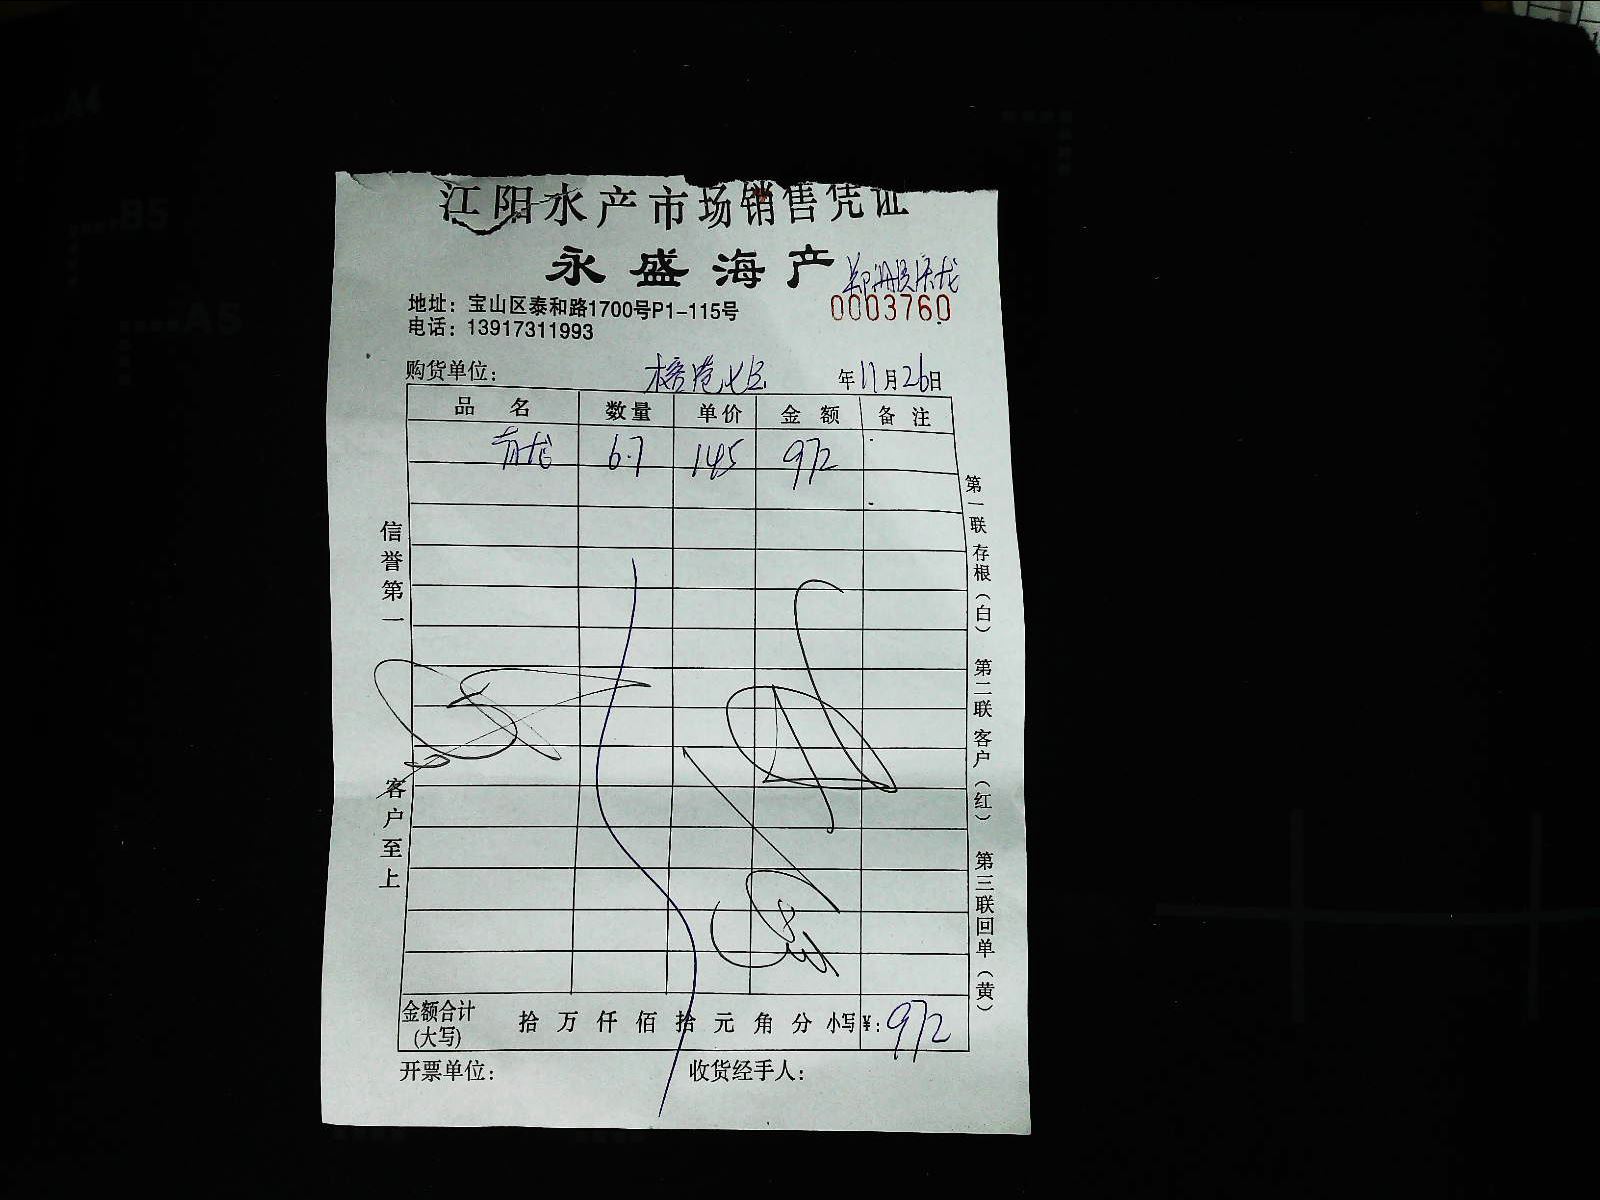 江阳水产市场销售凭证
永盛海产
地址：宝山区泰和路1700号P1-115号
0003760
电话：13917311993
购货单位： 年11月26日
品 名 数量 单价 金 额 备 注
青龙 6.7 145 972
信誉第一
客户至上
第一联存根（白） 第二联客户（红） 第三联回单（黄）
金额合计 拾 万 仟 佰 拾 元 角 分 小写¥:972
(大写)
开票单位： 收货经手人：
A4
B5
A5